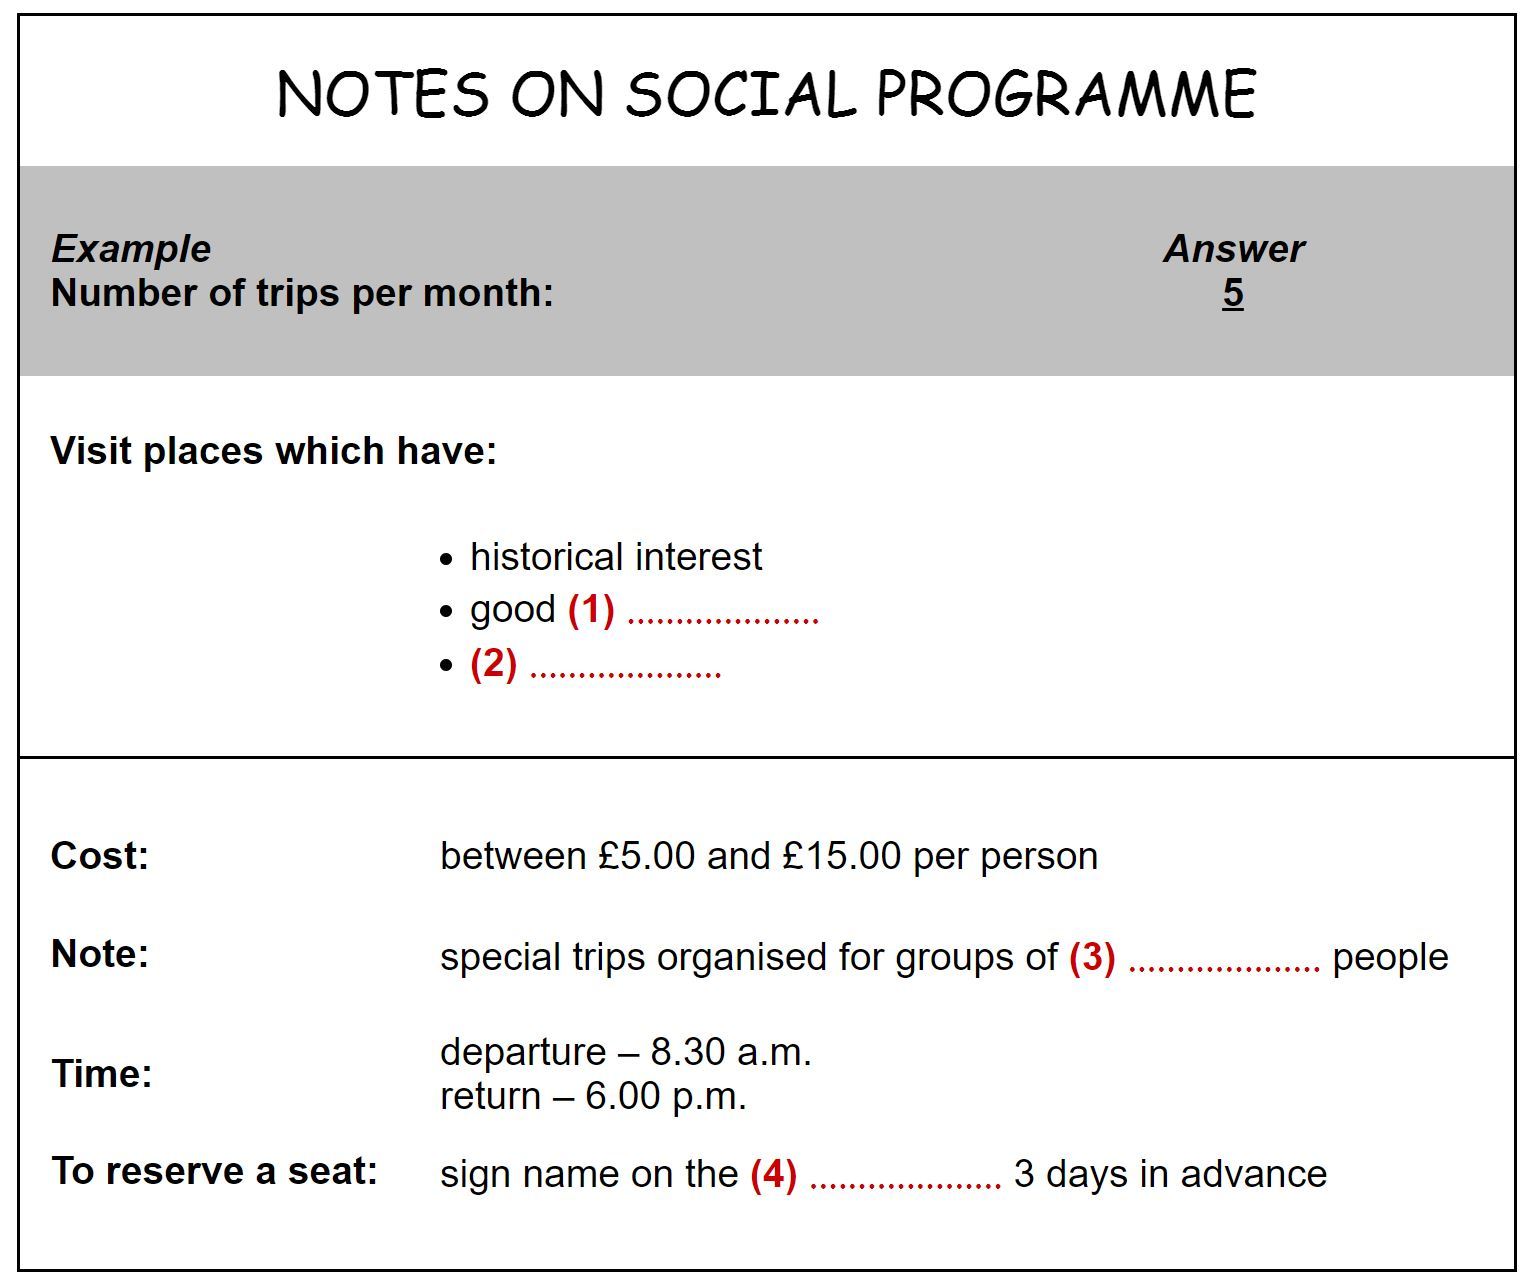 NOTES ON SOCIAL PROGRAMME
Example Answer
Number of trips per month: 5
Visit places which have:
• historical interest
• good (1) ....................
• (2) ....................
Cost: between £5.00 and £15.00 per person
Note: special trips organised for groups of (3) .................... people
departure – 8.30 a.m.
Time:
return – 6.00 p.m.
To reserve a seat: sign name on the (4) .................... 3 days in advance